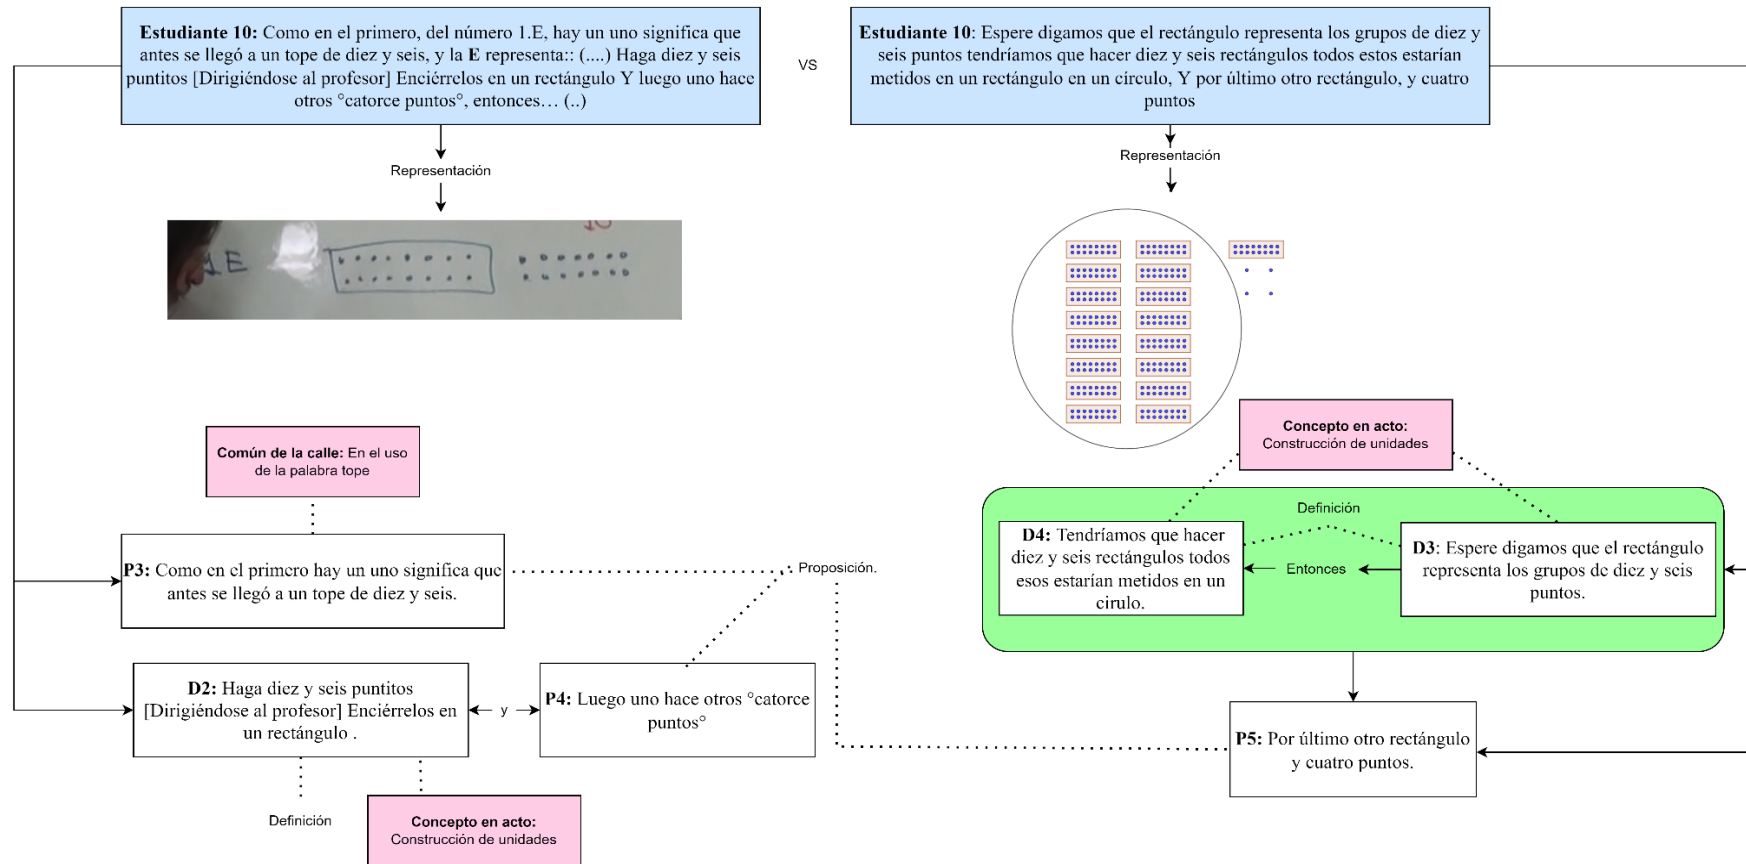 Estudiante 10: Como en el primero, del número 1.E, hay un uno significa que
antes se llegó a un tope de diez y seis, y la E representa:: (....) Haga diez y seis
puntitos [Dirigiéndose al profesor] Enciérrelos en un rectángulo Y luego uno hace
otros °catorce puntos°, entonces… (..)
VS
Estudiante 10: Espere digamos que el rectángulo representa los grupos de diez y
seis puntos tendríamos que hacer diez y seis rectángulos todos estos estarían
metidos en un rectángulo en un círculo, Y por último otro rectángulo, y cuatro
puntos
Representación
Representación
1E
Común de la calle: En el uso
de la palabra tope
Concepto en acto:
Construcción de unidades
P3: Como en el primero hay un uno significa que
antes se llegó a un tope de diez y seis.
Proposición.
Definición
D4: Tendríamos que hacer
diez y seis rectángulos todos
esos estarían metidos en un
cirulo.
Entonces
D3: Espere digamos que el rectángulo
representa los grupos de diez y seis
puntos.
D2: Haga diez y seis puntitos
[Dirigiéndose al profesor] Enciérrelos en
un rectángulo .
y
P4: Luego uno hace otros °catorce
puntos°
P5: Por último otro rectángulo
y cuatro puntos.
Definición
Concepto en acto:
Construcción de unidades